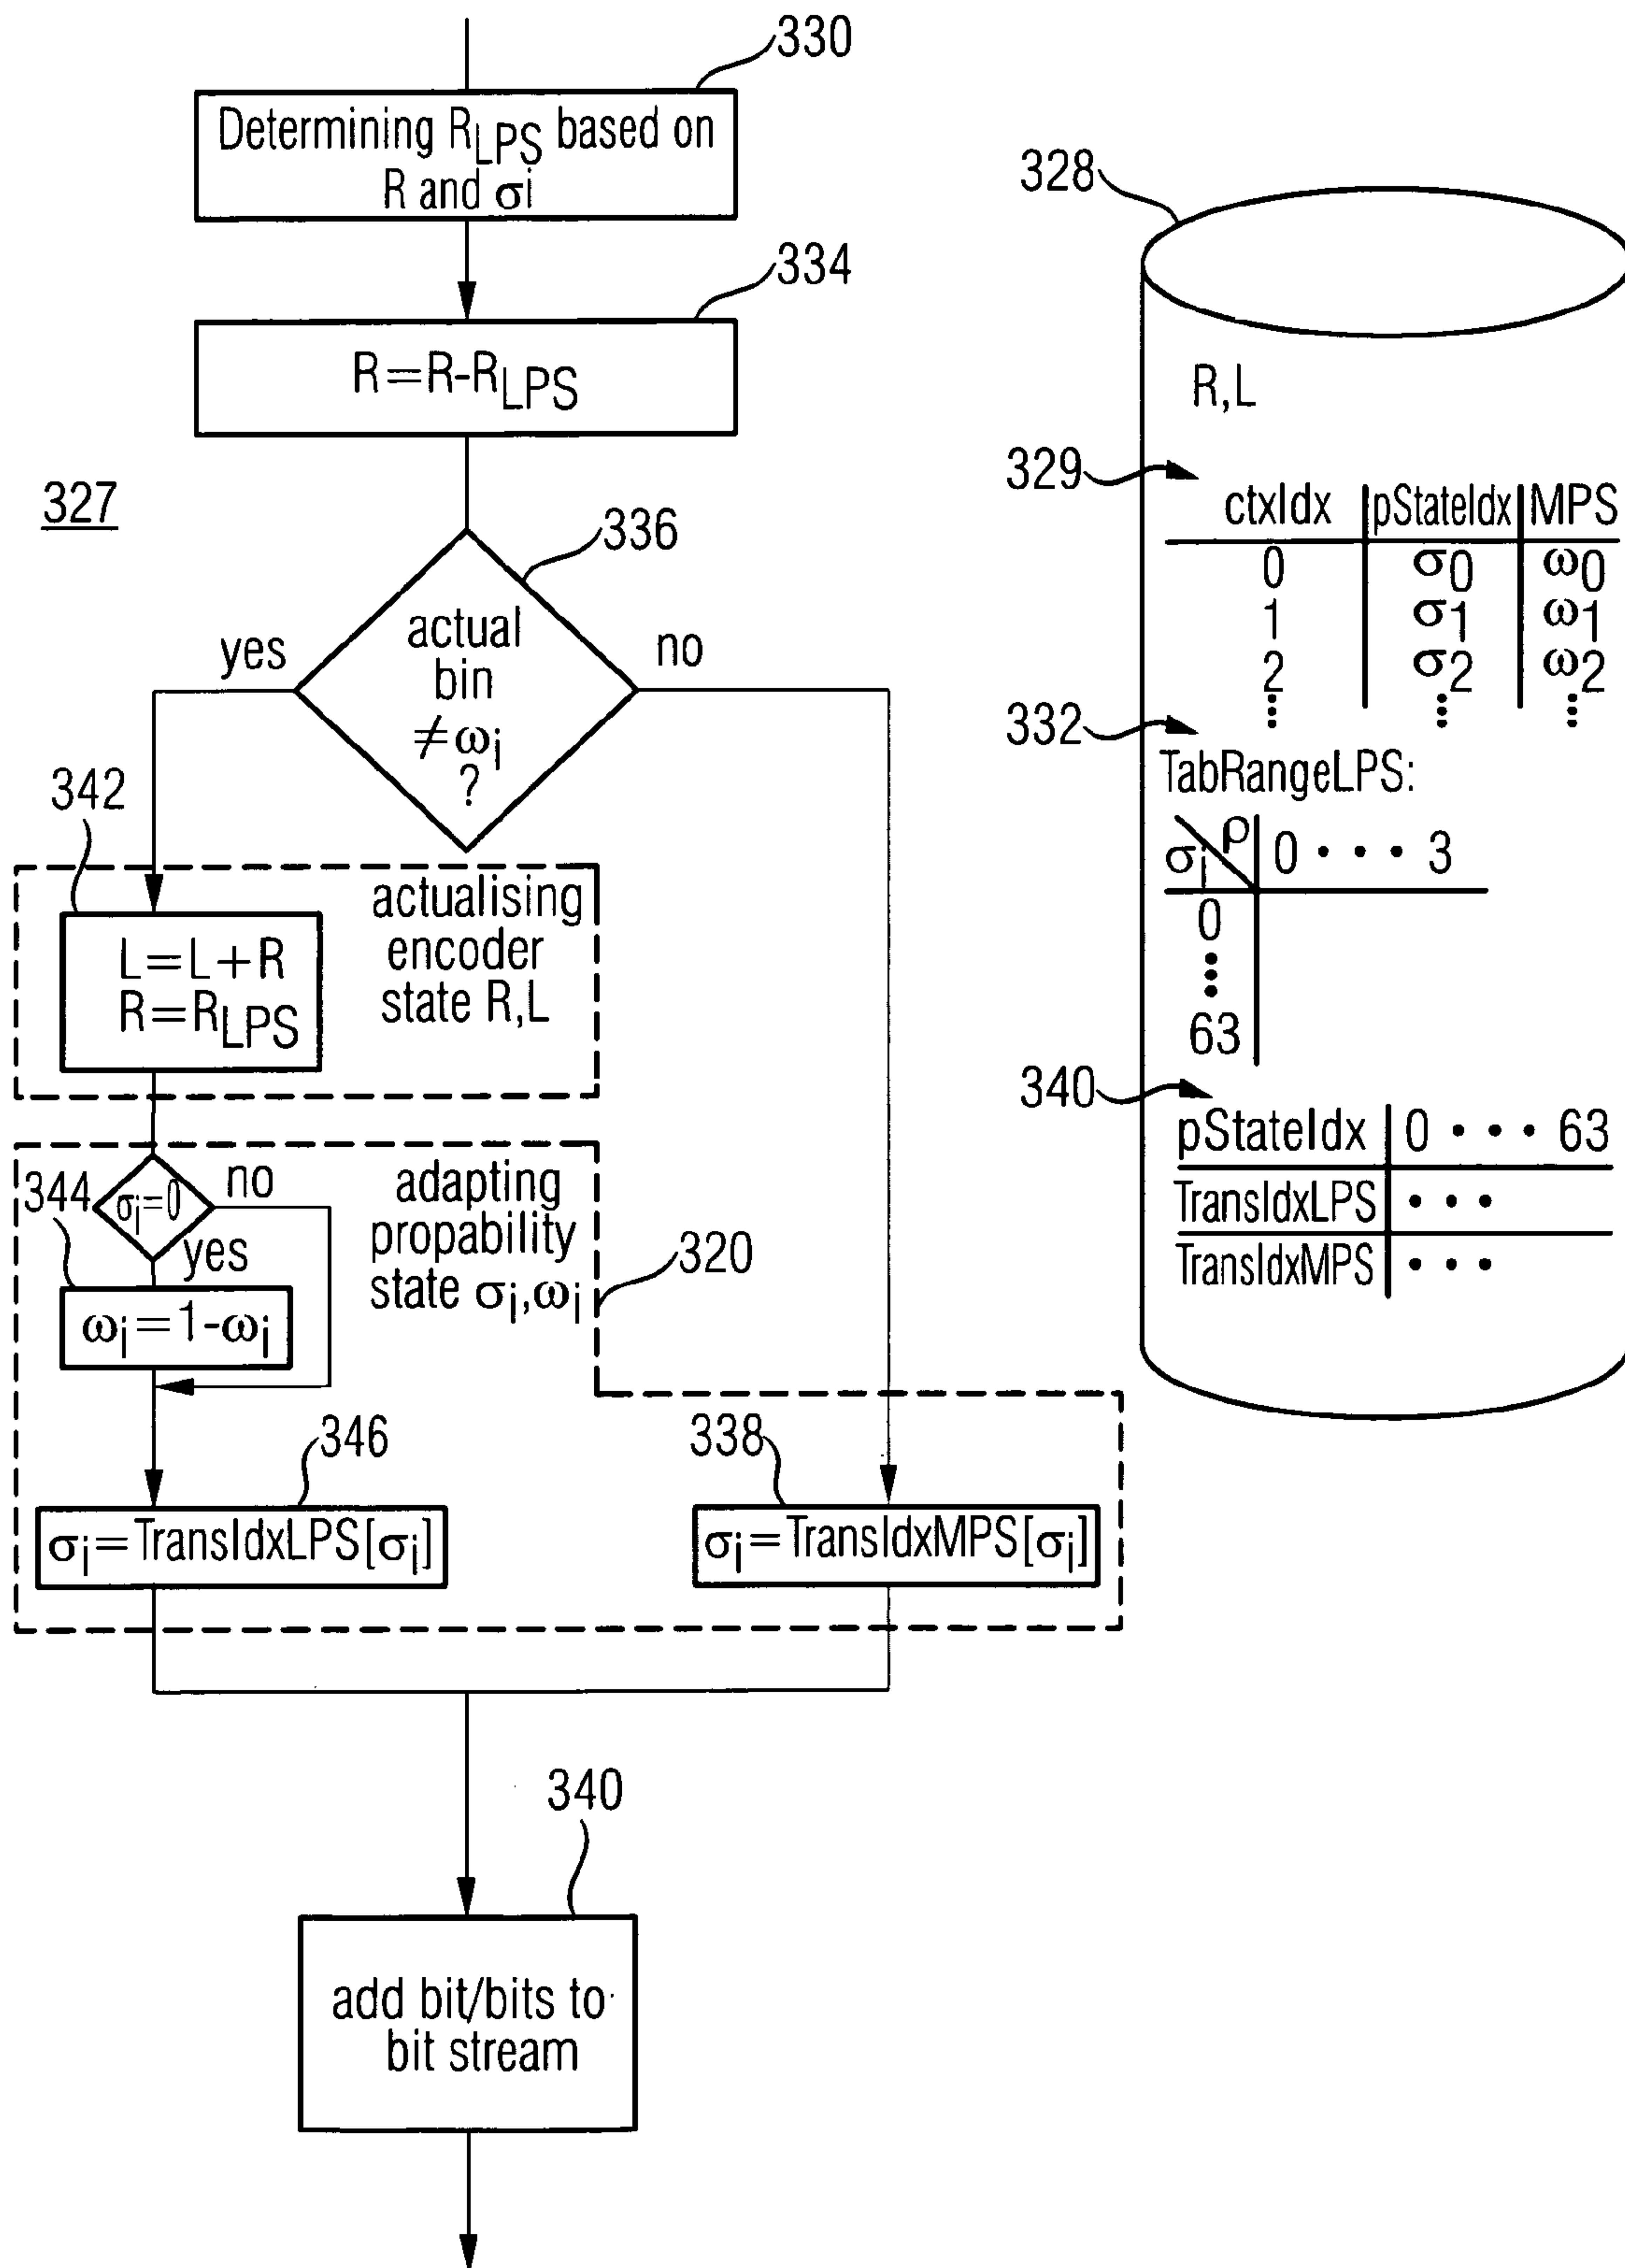 330
Determining RLPS based on
R and σi
334
R=R-RLPS
327
336
actual
bin
≠ωi
?
yes
no
342
L=L+R
R=RLPS
actualising
encoder
state R,L
344
σi=0
no
yes
ωi=1-ωi
adapting
propability
state σi,ωi
320
346
σi=TransIdxLPS[σi]
338
σi=TransIdxMPS[σi]
340
add bit/bits to
bit stream
328
R,L
329
ctxIdx pStateIdx MPS
0 σ0 ω0
1 σ1 ω1
2 σ2 ω2
332
TabRangeLPS:
σi ρ 0 • • • 3
0
63
340
pStateIdx 0 • • • 63
TransIdxLPS • • •
TransIdxMPS • • •